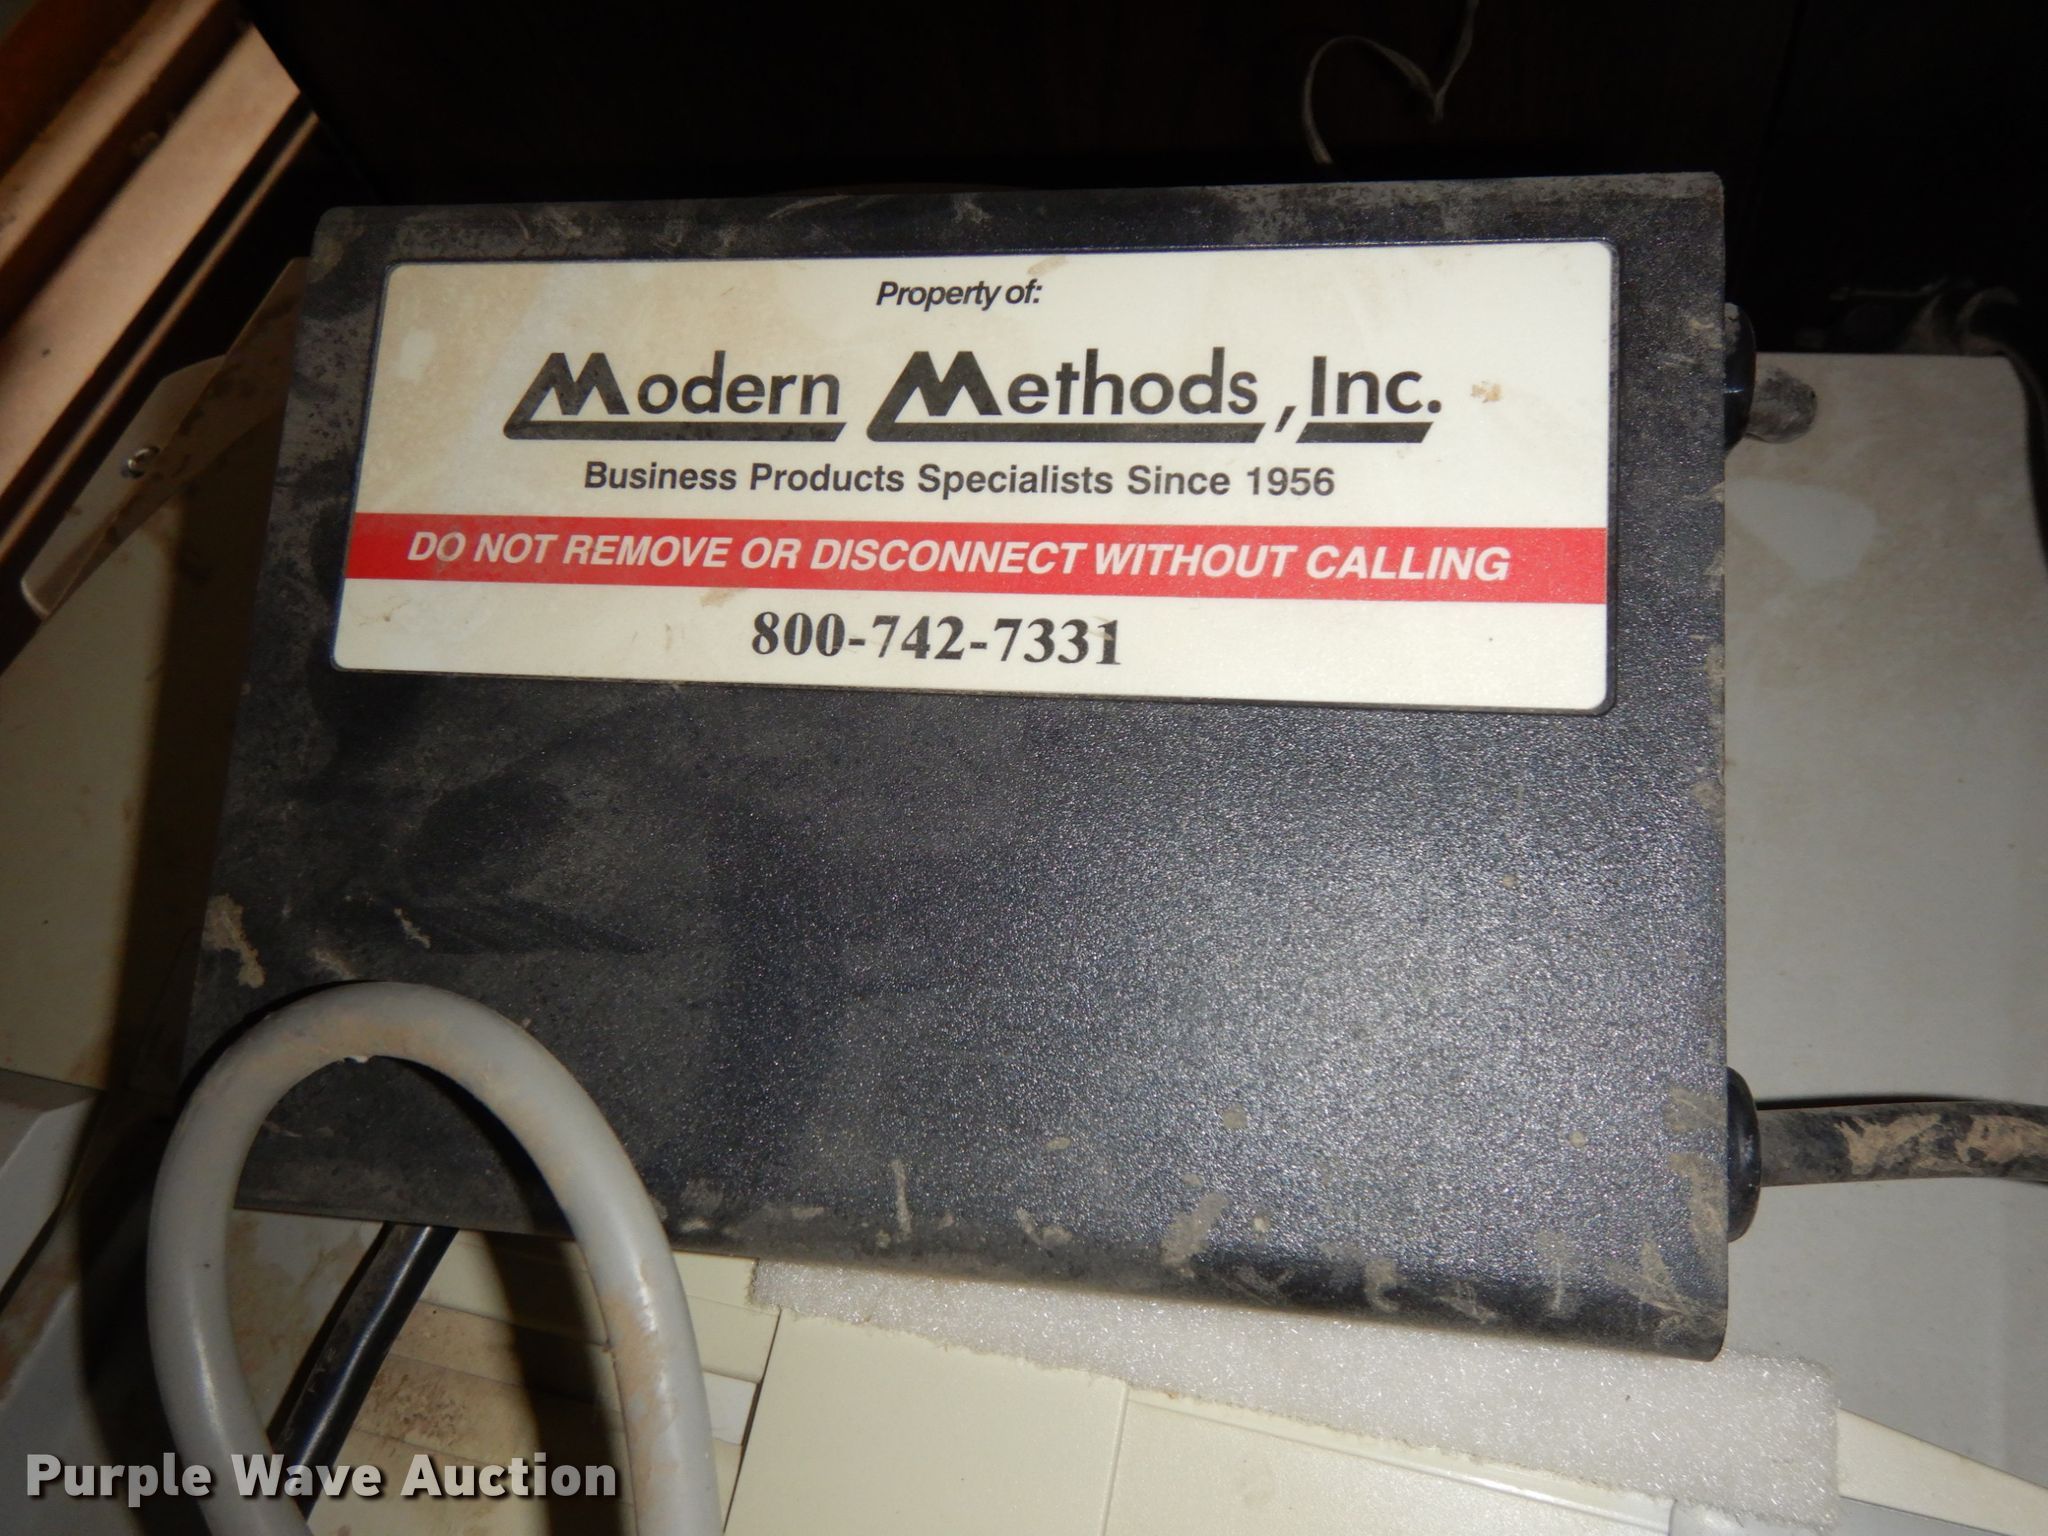 Property of:
Modern Methods, Inc.
Business Products Specialists Since 1956
DO NOT REMOVE OR DISCONNECT WITHOUT CALLING
800-742-7331
Purple Wave Auction